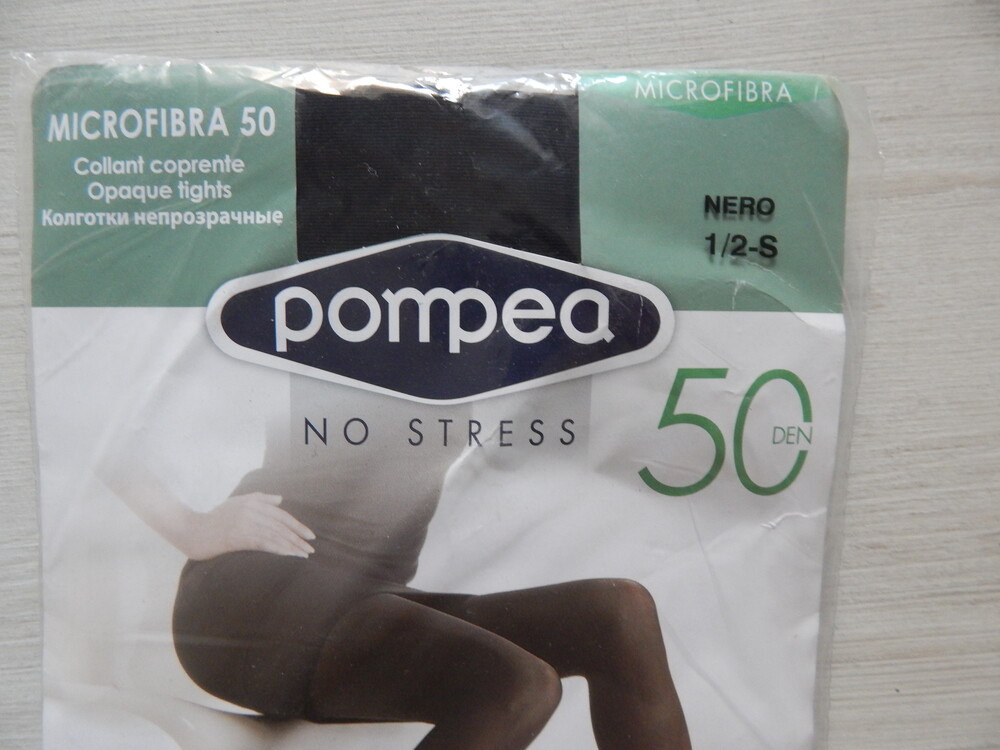 MICROFIBRA 50
Collant coprente
Opaque tights
Колготки непрозрачные
MICROFIBRA
NERO
1/2-S
pompea
NO STRESS
50 DEN